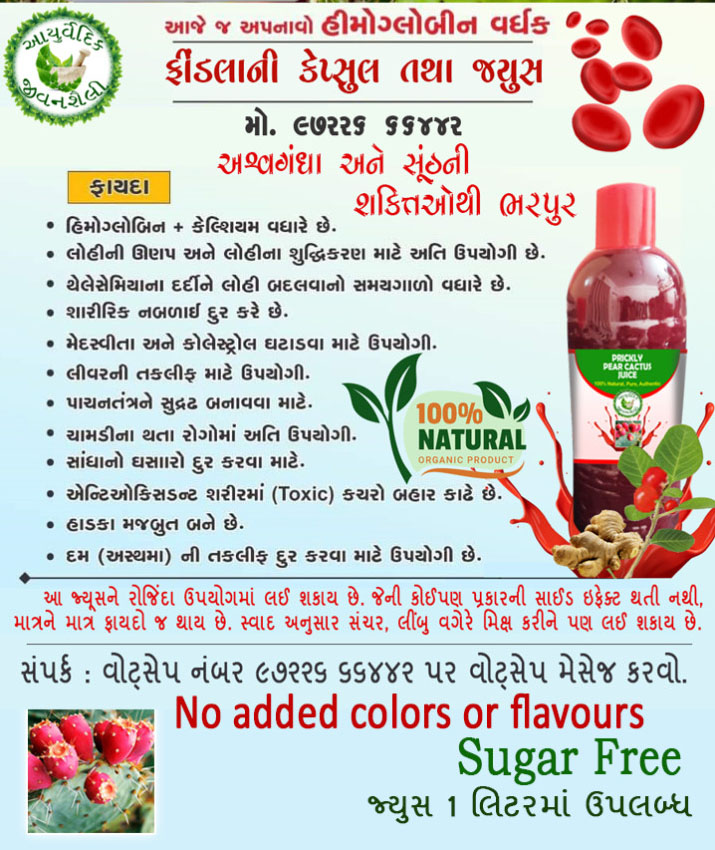 આયુર્વેદિક
જીવનશૈલી
આજે જ અપનાવો હીમોગ્લોબીન વર્ધક
ફીંડલાની કેપ્સુલ તથા જ્યુસ
મો. ૯૭૨૨૬ ૬૬૪૪૨
અશ્વગંધા અને સૂંઠની
શક્તિઓથી ભરપુર
ફાયદા
• હિમોગ્લોબિન + કેલ્શિયમ વધારે છે.
• લોહીની ઊણપ અને લોહીના શુદ્ધિકરણ માટે અતિ ઉપયોગી છે.
• થેલેસેમિયાના દર્દીને લોહી બદલવાનો સમયગાળો વધારે છે.
• શારીરિક નબળાઈ દુર કરે છે.
• મેદસ્વીતા અને કોલેસ્ટ્રોલ ઘટાડવા માટે ઉપયોગી.
• લીવરની તકલીફ માટે ઉપયોગી.
• પાચનતંત્રને સુદ્રઢ બનાવવા માટે.
• ચામડીના થતા રોગોમાં અતિ ઉપયોગી.
• સાંધાનો ઘસાારો દુર કરવા માટે.
• એન્ટિઓક્સિડન્ટ શરીરમાં (Toxic) કચરો બહાર કાઢે છે.
• હાડકા મજબુત બને છે.
• દમ (અસ્થમા) ની તકલીફ દુર કરવા માટે ઉપયોગી છે.
100%
NATURAL
ORGANIC PRODUCT
PRICKLY
PEAR CACTUS
JUICE
100% Natural, Pure, Authentic
આ જ્યૂસને રોજિંદા ઉપયોગમાં લઈ શકાય છે. જેની કોઈપણ પ્રકારની સાઈડ ઇફેક્ટ થતી નથી,
માત્રને માત્ર ફાયદો જ થાય છે. સ્વાદ અનુસાર સંચર, લીંબુ વગેરે મિક્ષ કરીને પણ લઈ શકાય છે.
સંપર્ક : વોટ્સેપ નંબર ૯૭૨૨૬ ૬૬૪૪૨ પર વોટ્સેપ મેસેજ કરવો.
No added colors or flavours
Sugar Free
જ્યુસ 1 લિટરમાં ઉપલબ્ધ